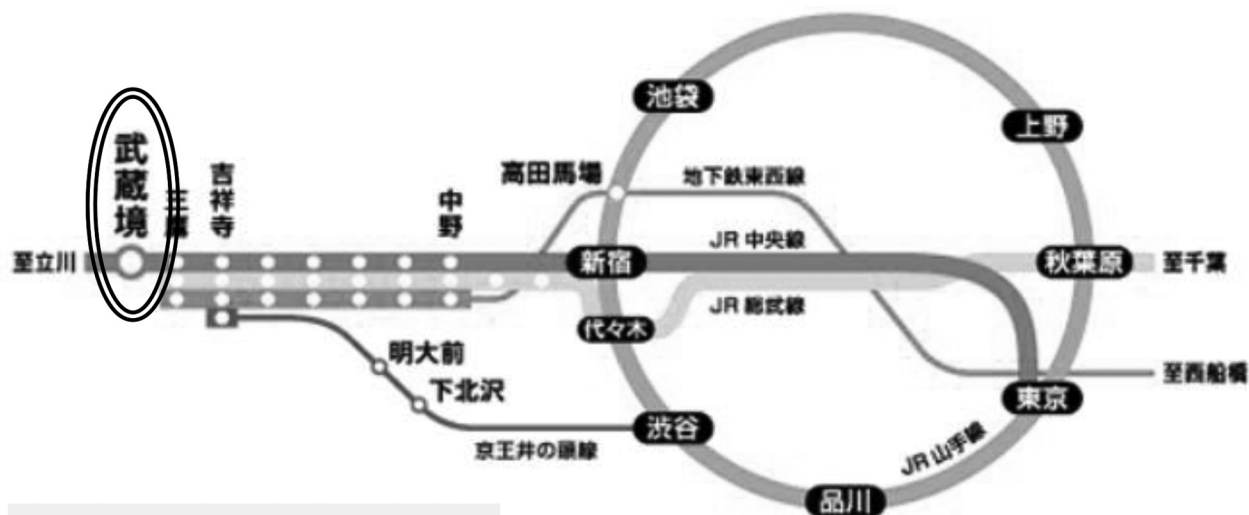 池袋
上野
武蔵境
三鷹
吉祥寺
中野
高田馬場
地下鉄東西線
JR 中央線
至立川
新宿
秋葉原
至千葉
代々木
JR 総武線
明大前
下北沢
至西船橋
東京
渋谷
京王井の頭線
JR 山手線
品川